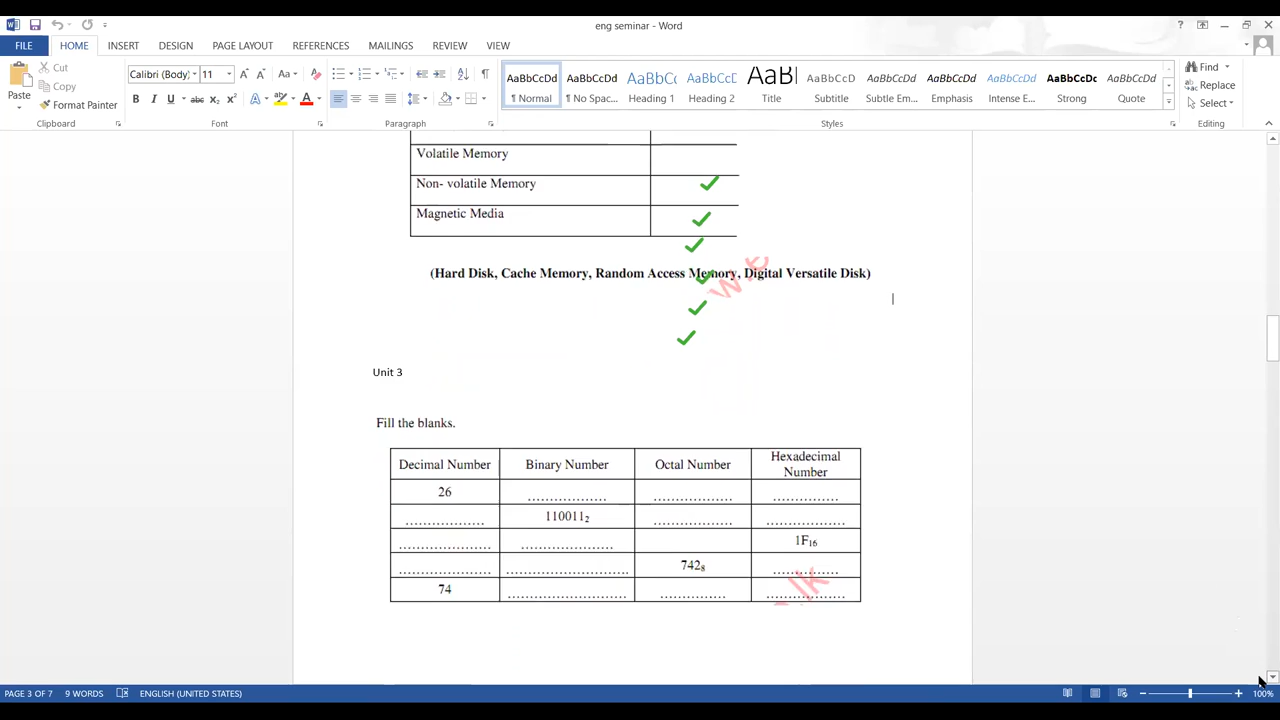 eng seminar - Word
FILE HOME INSERT DESIGN PAGE LAYOUT REFERENCES MAILINGS REVIEW VIEW
Paste
Cut
Copy
Format Painter
Calibri (Body) 11
AaBbCcDd AaBbCcDd AaBbCc AaBbCcD AaBl AaBbCcD AaBbCcDd AaBbCcDd AaBbCcDd AaBbCcDc AaBbCcDd
¶ Normal ¶ No Spac... Heading 1 Heading 2 Title Subtitle Subtle Em... Emphasis Intense E... Strong Quote
Find
Replace
Select
Clipboard Font Paragraph Styles Editing
Volatile Memory
Non- volatile Memory
Magnetic Media
(Hard Disk, Cache Memory, Random Access Memory, Digital Versatile Disk)
Unit 3
Fill the blanks.
Decimal Number Binary Number Octal Number Hexadecimal Number
26 .................. .................. ...............
.................. 110011₂ .................. ..................
..................... ..................... 1F₁₆
..................... ........................... 742₈ ...............
74 ........................... ............... ..................
PAGE 3 OF 7 9 WORDS ENGLISH (UNITED STATES) 100%